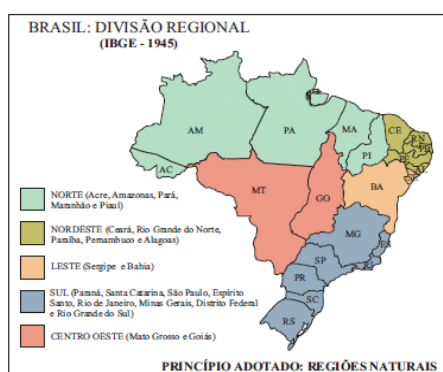 BRASIL: DIVISÃO REGIONAL
(IBGE - 1945)
AM
PA
MA
CE
RN
PB
PI
PE
AL
AC
SE
MT
BA
GO
MG
ES
SP
RJ
PR
SC
RS
NORTE (Acre, Amazonas, Pará,
Maranhão e Piauí)
NORDESTE (Ceará, Rio Grande do Norte,
Paraíba, Pernambuco e Alagoas)
LESTE (Sergipe e Bahia)
SUL (Paraná, Santa Catarina, São Paulo, Espírito
Santo, Rio de Janeiro, Minas Gerais, Distrito Federal
e Rio Grande do Sul)
CENTRO OESTE (Mato Grosso e Goiás)
PRINCÍPIO ADOTADO: REGIÕES NATURAIS